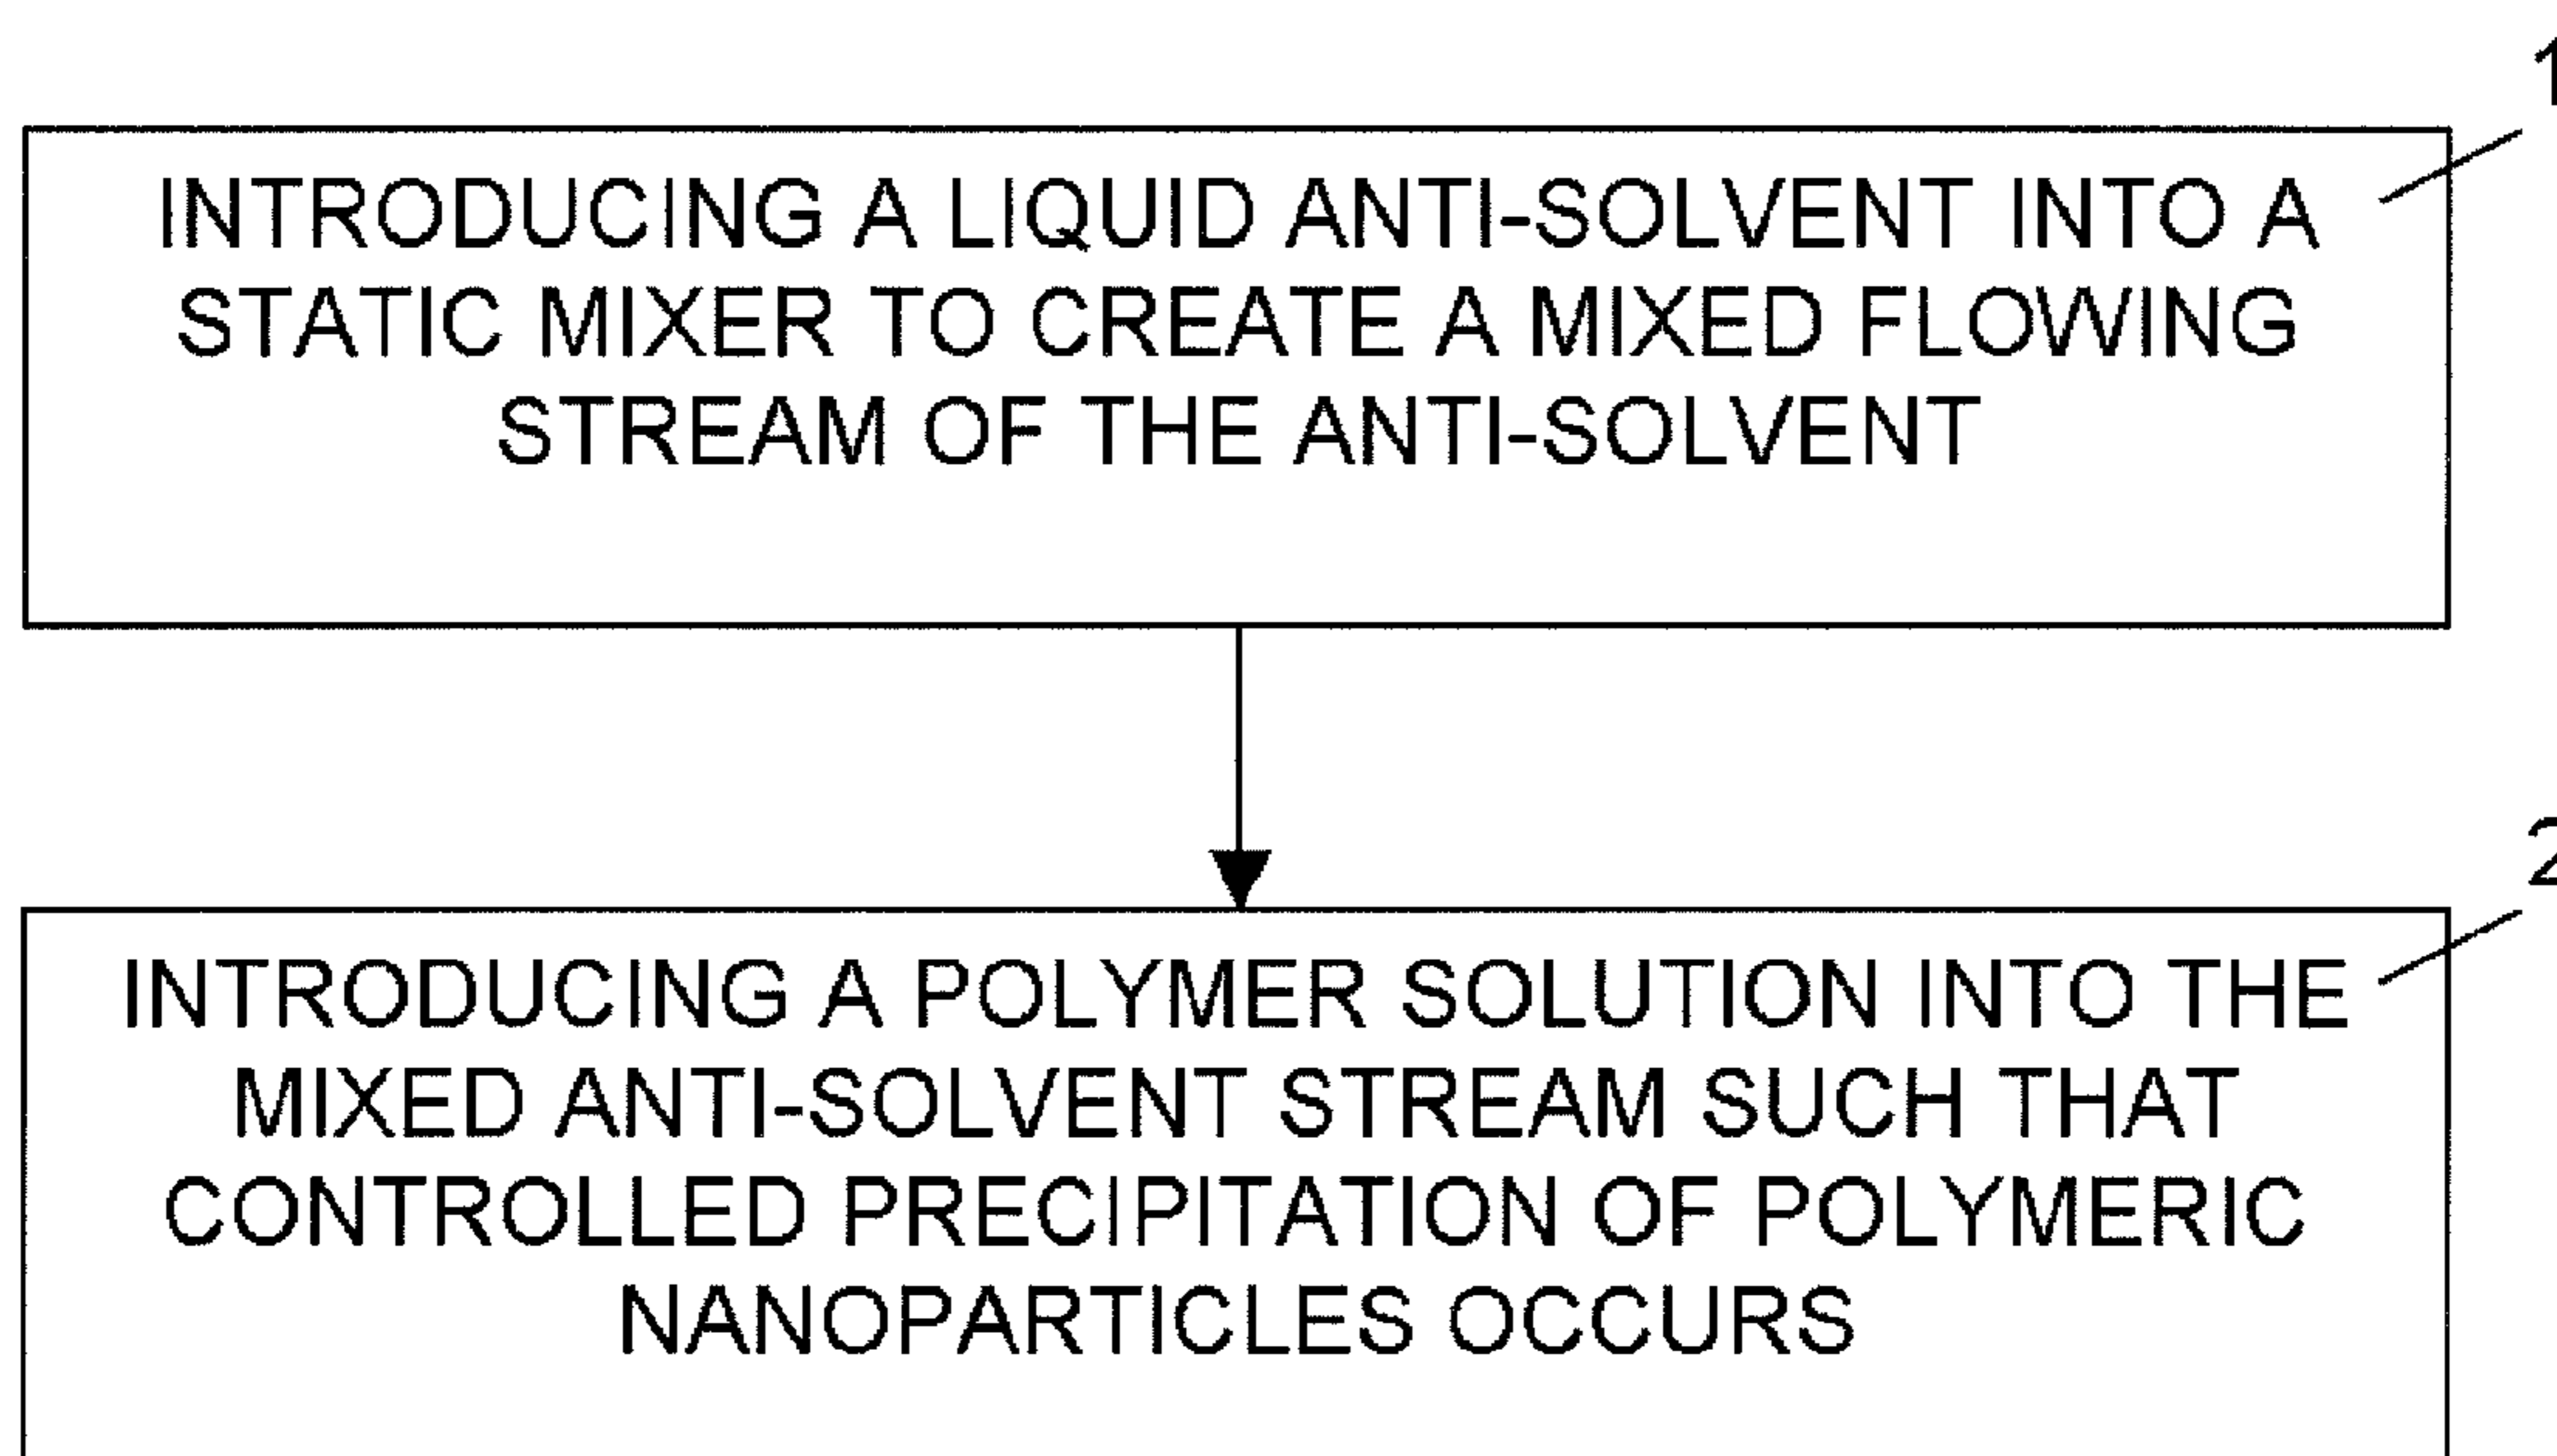 1
INTRODUCING A LIQUID ANTI-SOLVENT INTO A
STATIC MIXER TO CREATE A MIXED FLOWING
STREAM OF THE ANTI-SOLVENT
2
INTRODUCING A POLYMER SOLUTION INTO THE
MIXED ANTI-SOLVENT STREAM SUCH THAT
CONTROLLED PRECIPITATION OF POLYMERIC
NANOPARTICLES OCCURS